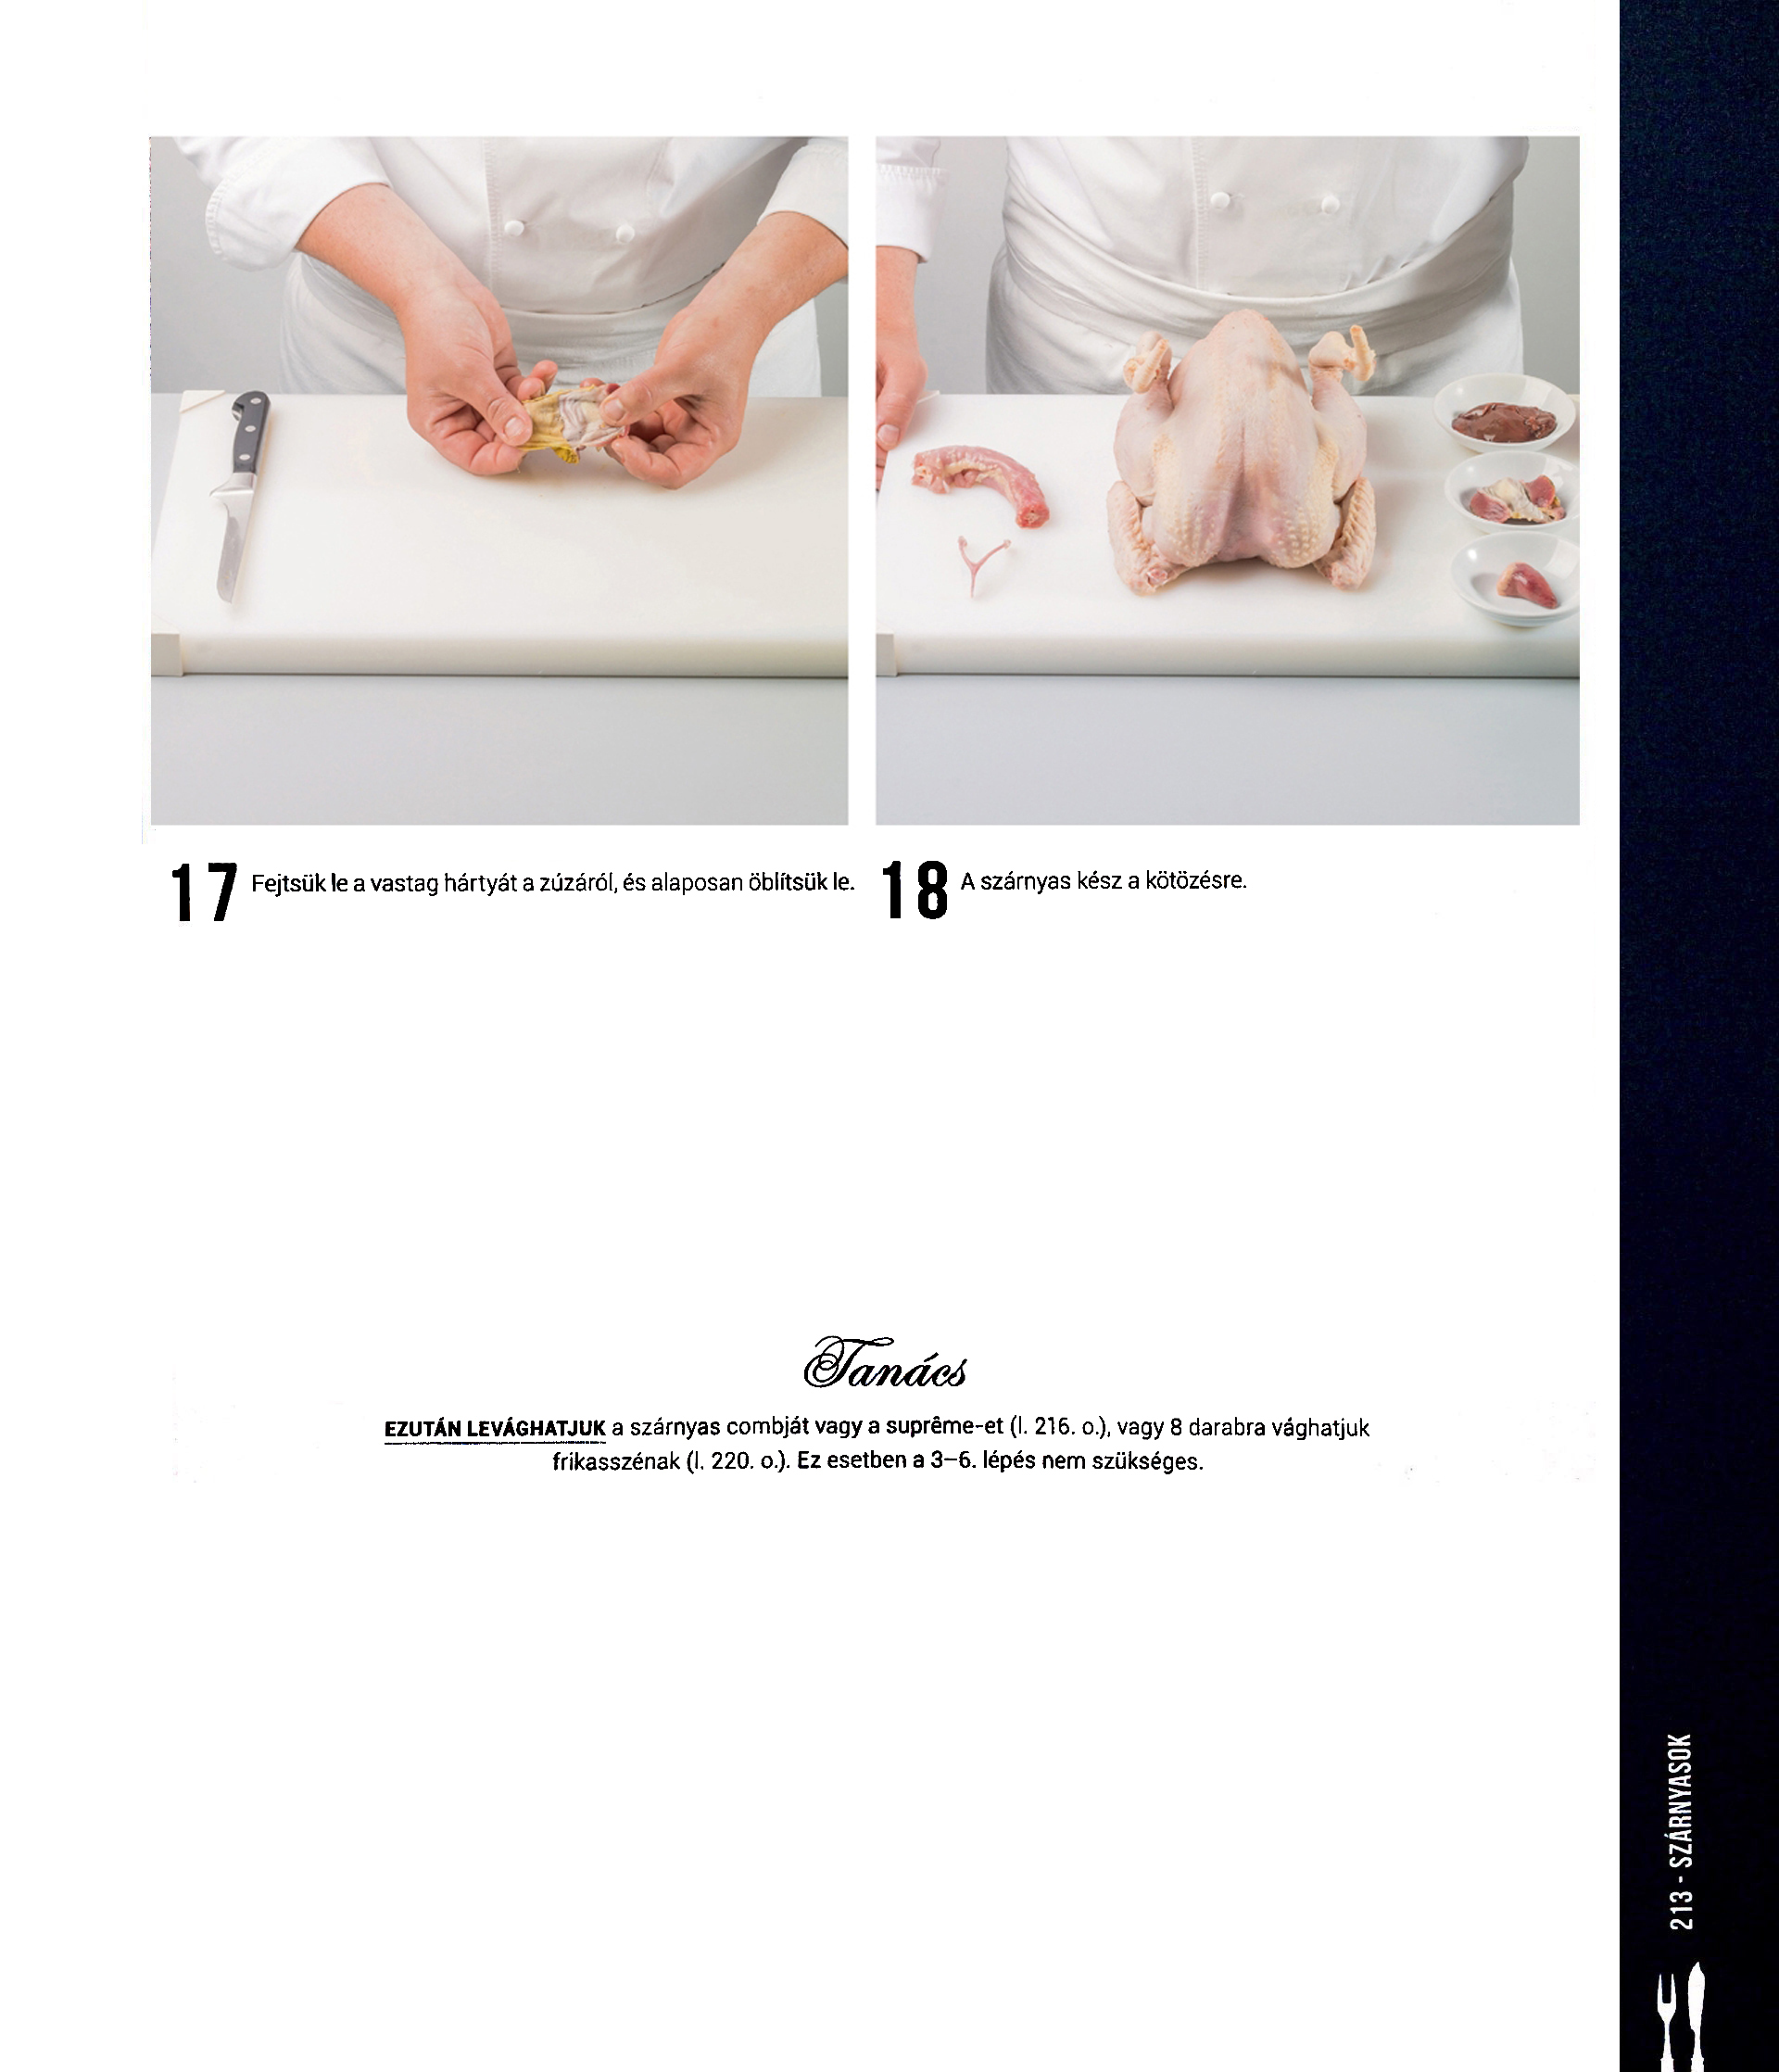 17 Fejtsük le a vastag hártyát a zúzáról, és alaposan öblítsük le.
18 A szárnyas kész a kötözésre.
Tanács
EZUTÁN LEVÁGHATJUK a szárnyas combját vagy a suprême-et (l. 216. o.), vagy 8 darabra vághatjuk
frikasszénak (l. 220. o.). Ez esetben a 3–6. lépés nem szükséges.
213 - SZÁRNYASOK